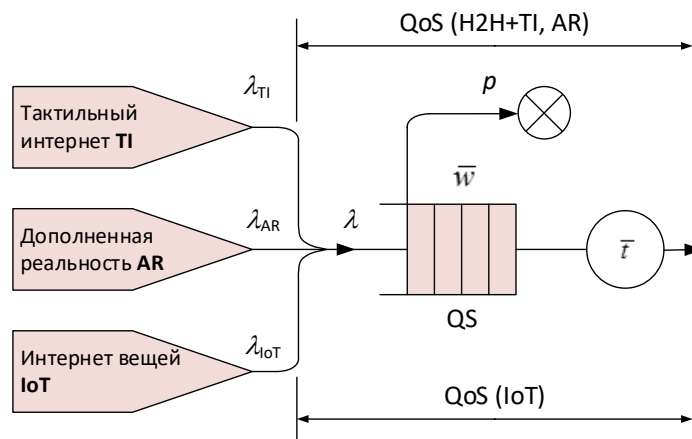 QoS (H2H+TI, AR)
λTI
p
Тактильный
интернет TI
w̅
λAR
λ
Дополненная
реальность AR
t̅
QS
λIoT
Интернет вещей
IoT
QoS (IoT)